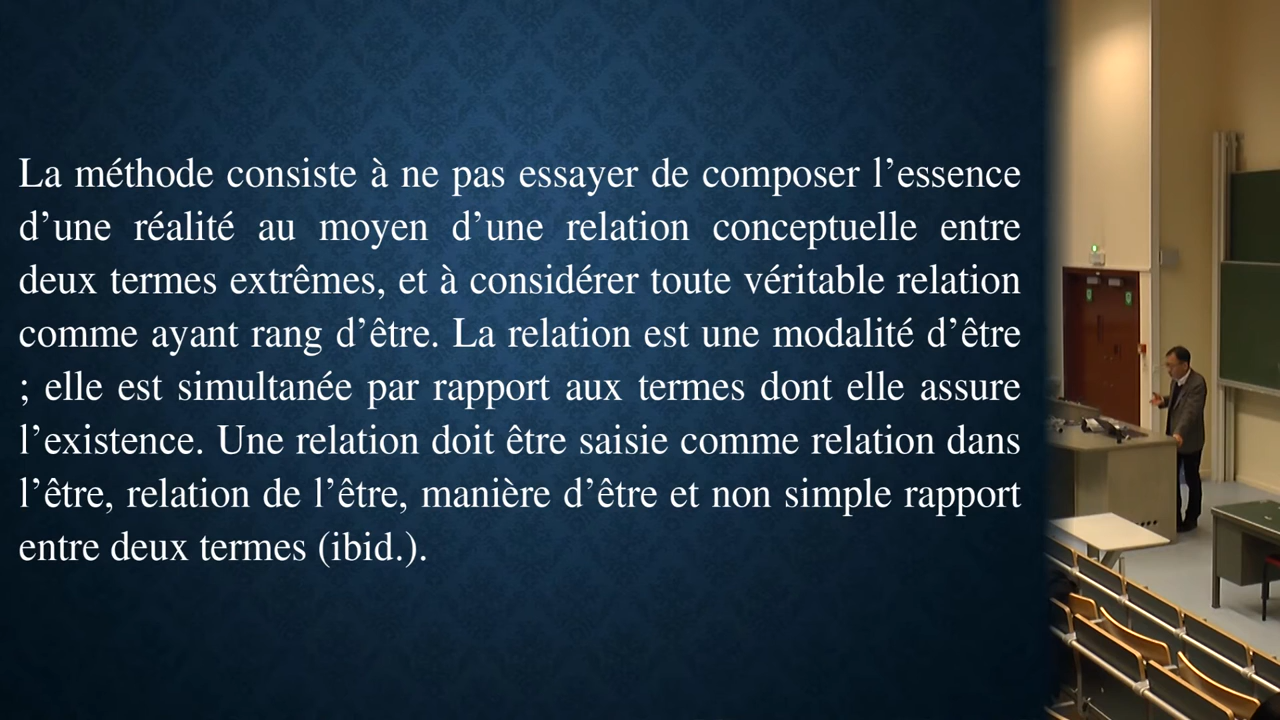 La méthode consiste à ne pas essayer de composer l’essence
d’une réalité au moyen d’une relation conceptuelle entre
deux termes extrêmes, et à considérer toute véritable relation
comme ayant rang d’être. La relation est une modalité d’être
; elle est simultanée par rapport aux termes dont elle assure
l’existence. Une relation doit être saisie comme relation dans
l’être, relation de l’être, manière d’être et non simple rapport
entre deux termes (ibid.).